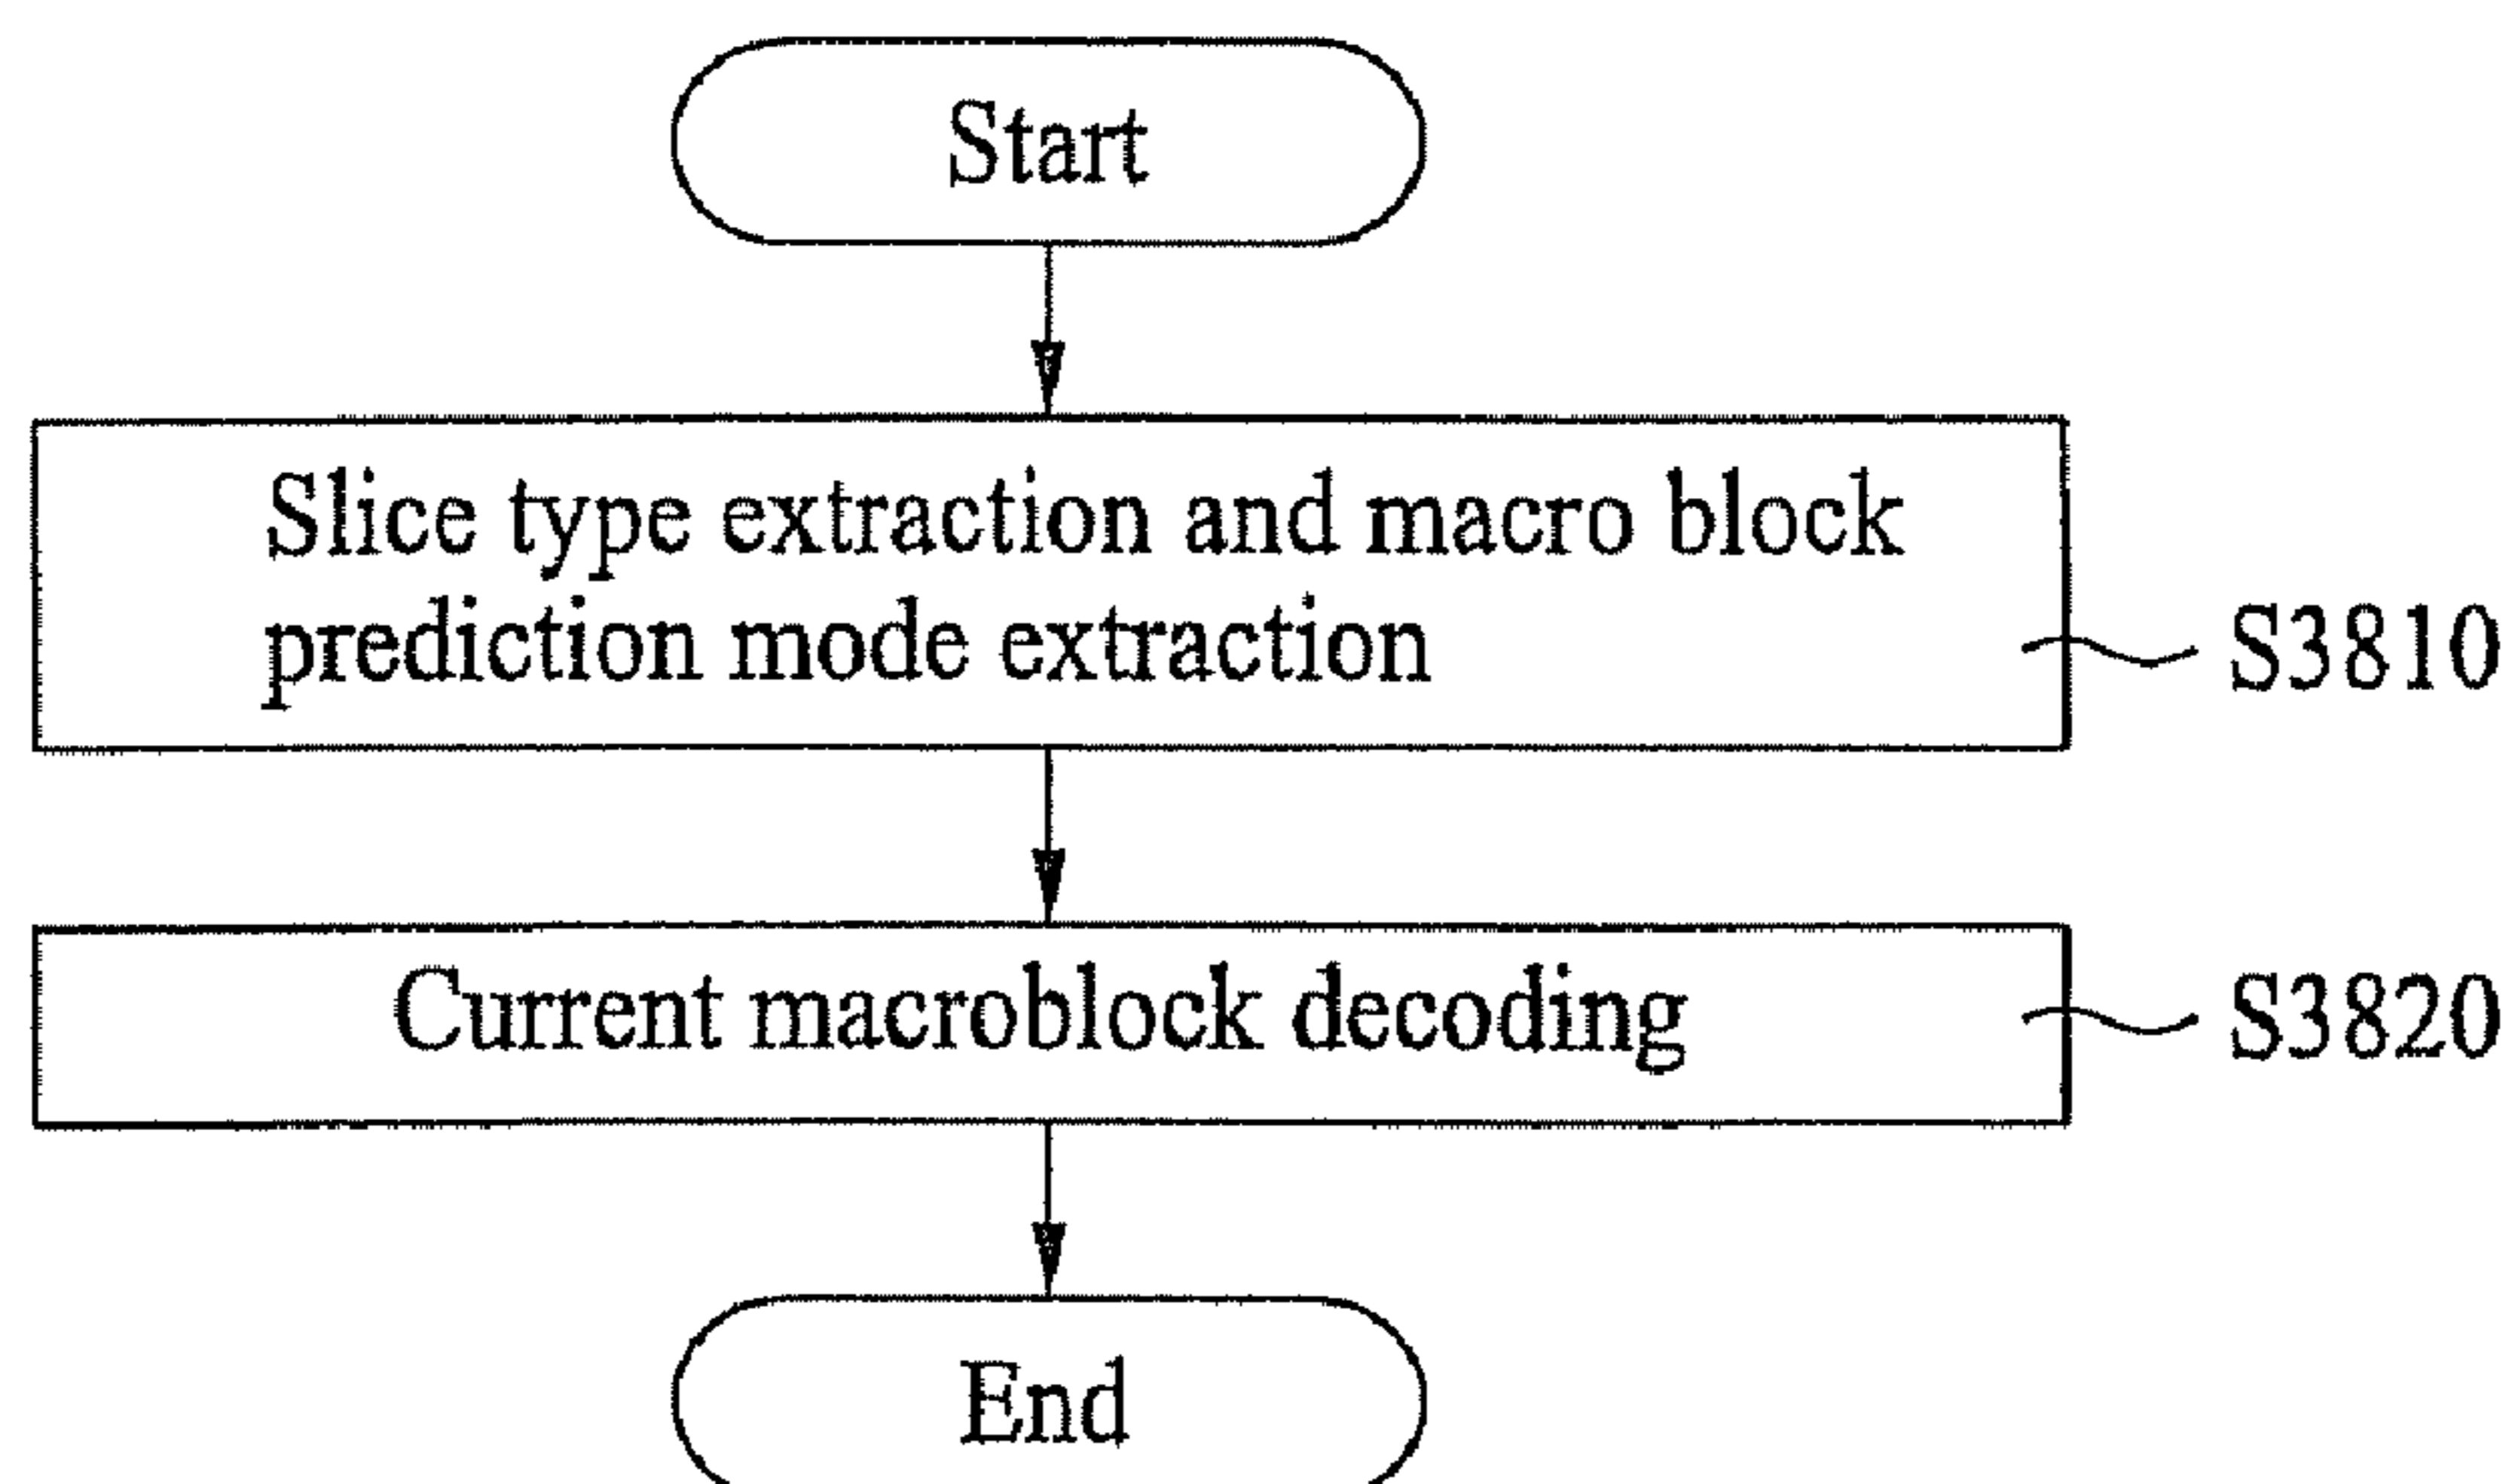 Start
Slice type extraction and macro block
prediction mode extraction
S3810
Current macroblock decoding
S3820
End